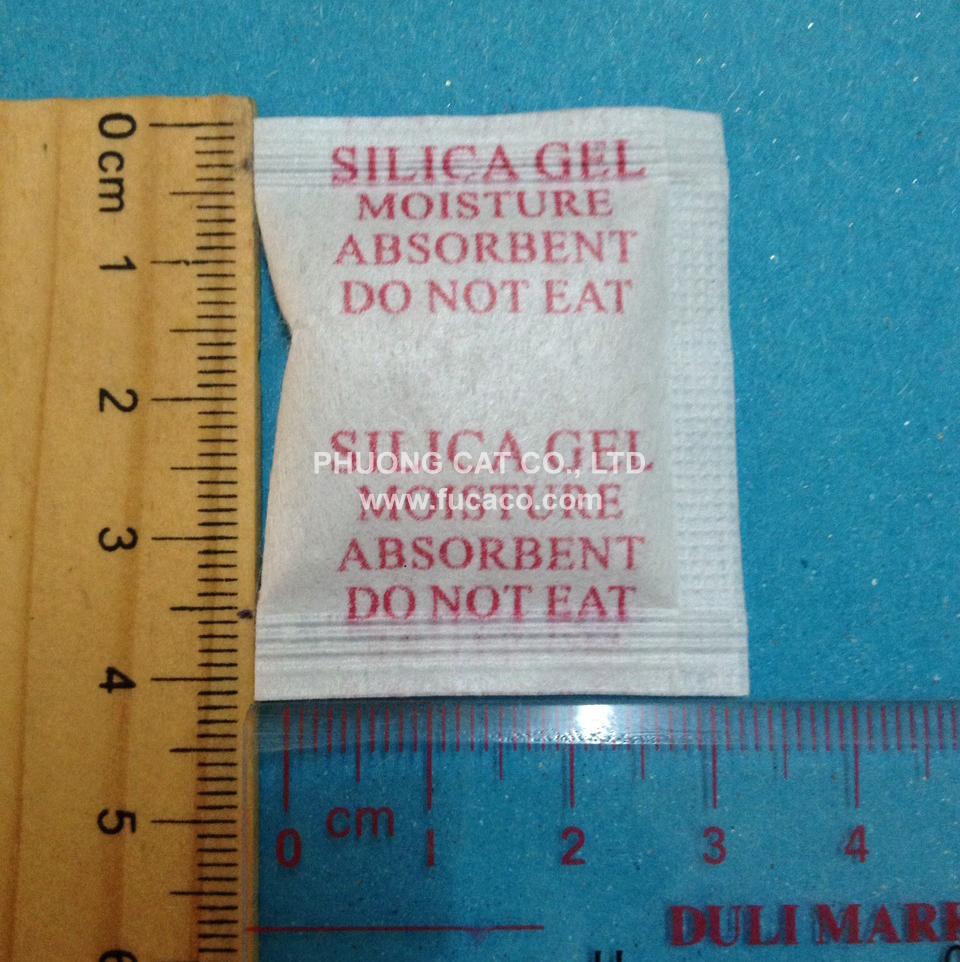 0cm
1
2
3
4
5
6
SILICA GEL
MOISTURE
ABSORBENT
DO NOT EAT
SILICA GEL
PHUONG CAT CO., LTD
www.fucaco.com
MOISTURE
ABSORBENT
DO NOT EAT
0 cm 1 2 3 4
DULI MARK